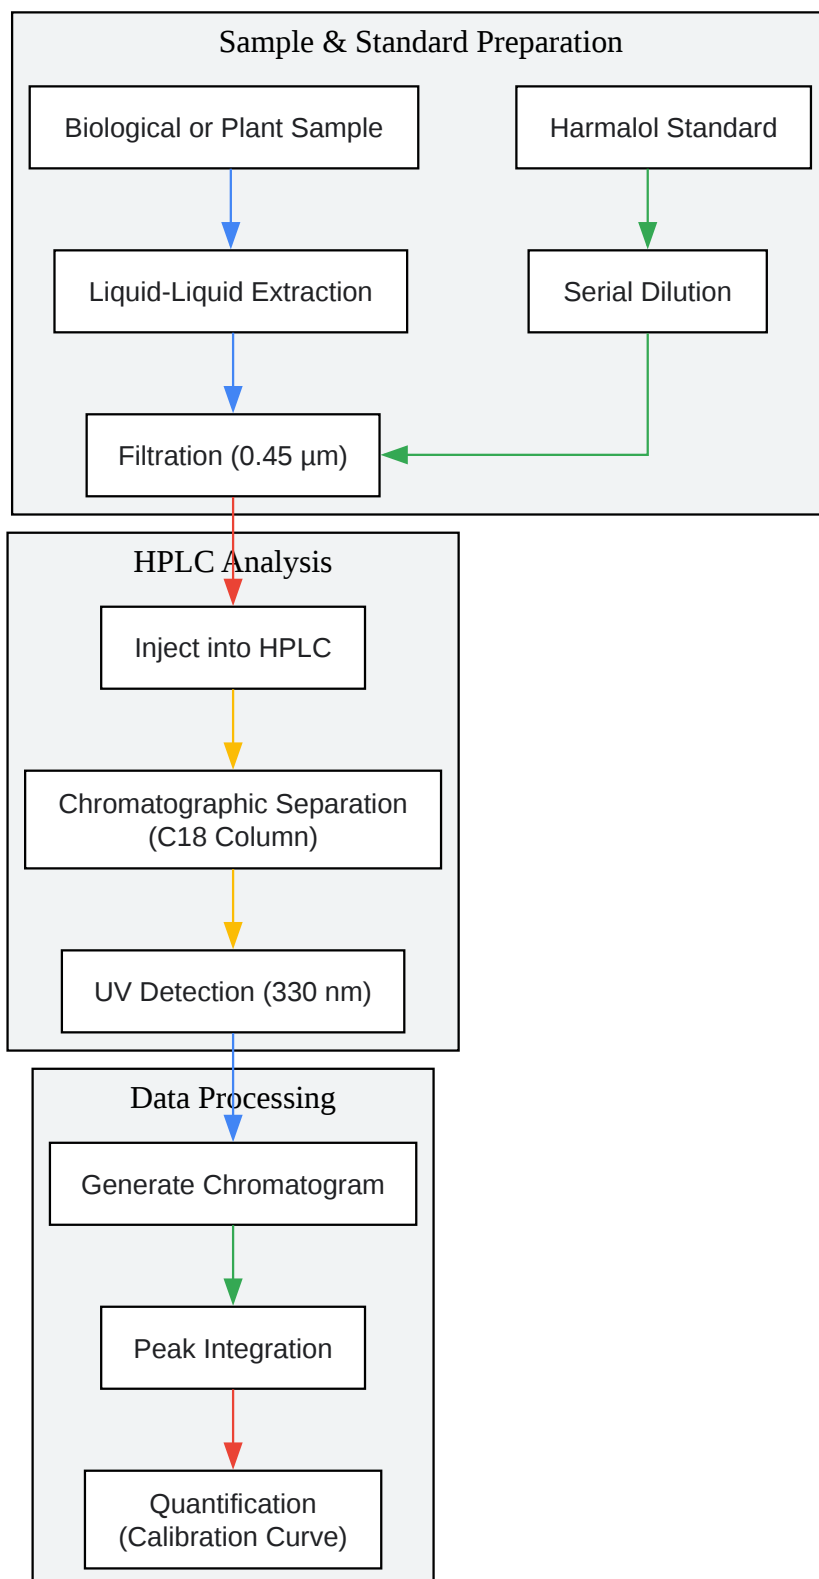 Sample & Standard Preparation
Biological or Plant Sample
Harmalol Standard
Liquid-Liquid Extraction
Serial Dilution
Filtration (0.45 µm)
HPLC Analysis
Inject into HPLC
Chromatographic Separation
(C18 Column)
UV Detection (330 nm)
Data Processing
Generate Chromatogram
Peak Integration
Quantification
(Calibration Curve)